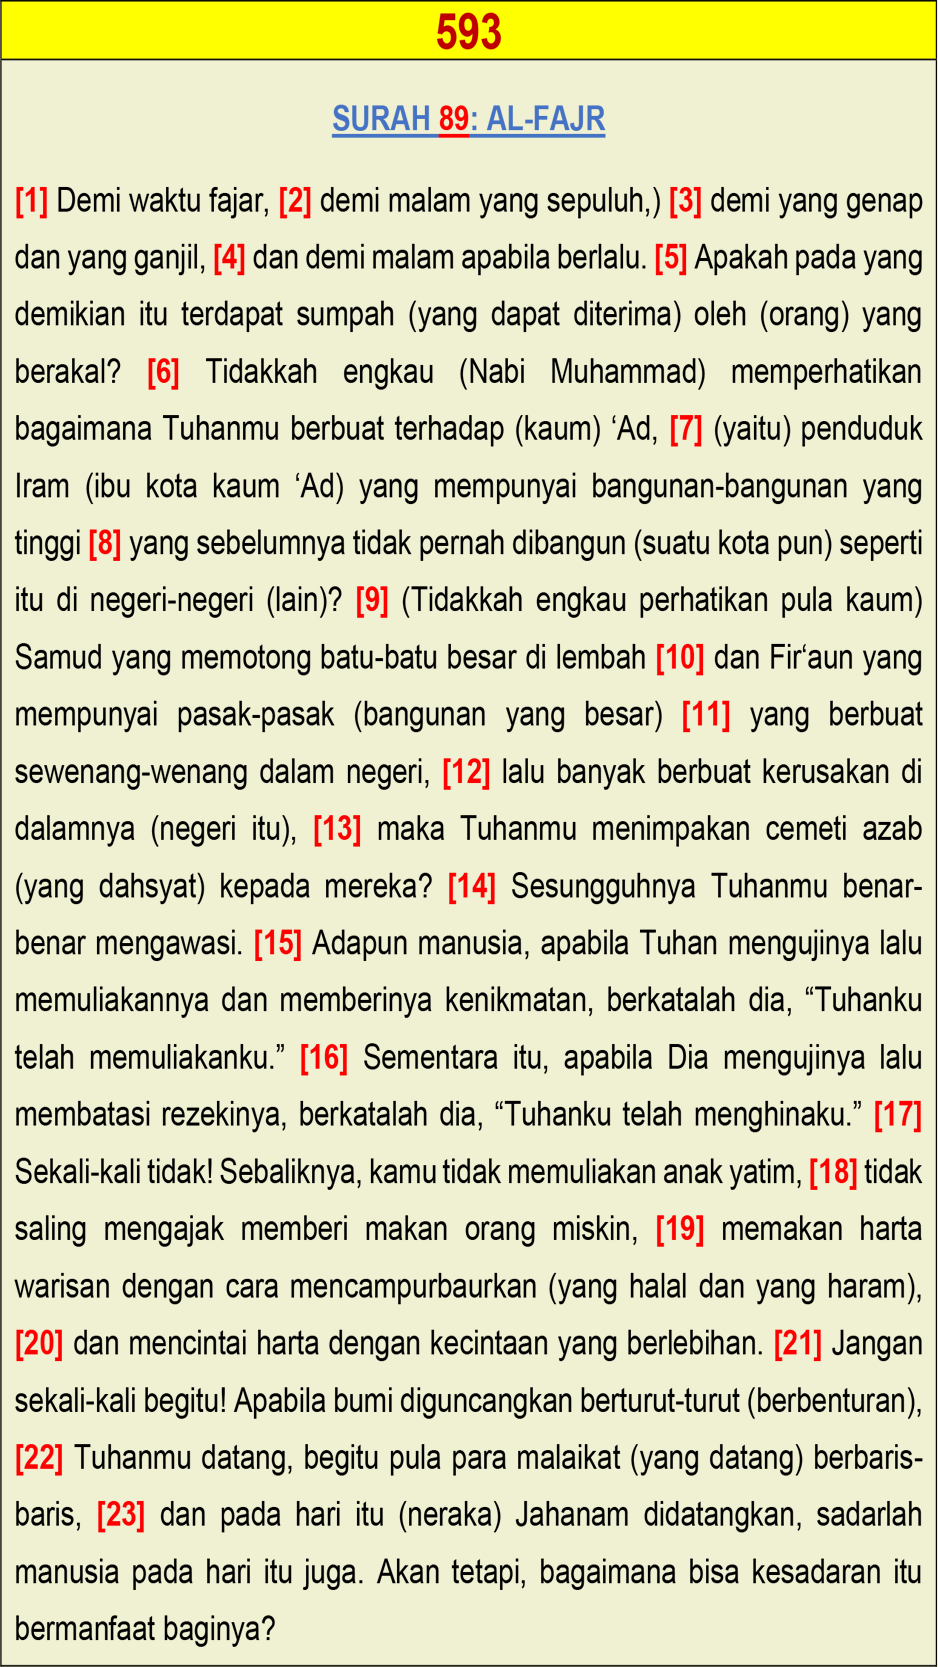 593
SURAH 89: AL-FAJR
[1] Demi waktu fajar, [2] demi malam yang sepuluh,) [3] demi yang genap
dan yang ganjil, [4] dan demi malam apabila berlalu. [5] Apakah pada yang
demikian itu terdapat sumpah (yang dapat diterima) oleh (orang) yang
berakal? [6] Tidakkah engkau (Nabi Muhammad) memperhatikan
bagaimana Tuhanmu berbuat terhadap (kaum) ‘Ad, [7] (yaitu) penduduk
Iram (ibu kota kaum ‘Ad) yang mempunyai bangunan-bangunan yang
tinggi [8] yang sebelumnya tidak pernah dibangun (suatu kota pun) seperti
itu di negeri-negeri (lain)? [9] (Tidakkah engkau perhatikan pula kaum)
Samud yang memotong batu-batu besar di lembah [10] dan Fir‘aun yang
mempunyai pasak-pasak (bangunan yang besar) [11] yang berbuat
sewenang-wenang dalam negeri, [12] lalu banyak berbuat kerusakan di
dalamnya (negeri itu), [13] maka Tuhanmu menimpakan cemeti azab
(yang dahsyat) kepada mereka? [14] Sesungguhnya Tuhanmu benar-
benar mengawasi. [15] Adapun manusia, apabila Tuhan mengujinya lalu
memuliakannya dan memberinya kenikmatan, berkatalah dia, “Tuhanku
telah memuliakanku.” [16] Sementara itu, apabila Dia mengujinya lalu
membatasi rezekinya, berkatalah dia, “Tuhanku telah menghinaku.” [17]
Sekali-kali tidak! Sebaliknya, kamu tidak memuliakan anak yatim, [18] tidak
saling mengajak memberi makan orang miskin, [19] memakan harta
warisan dengan cara mencampurbaurkan (yang halal dan yang haram),
[20] dan mencintai harta dengan kecintaan yang berlebihan. [21] Jangan
sekali-kali begitu! Apabila bumi diguncangkan berturut-turut (berbenturan),
[22] Tuhanmu datang, begitu pula para malaikat (yang datang) berbaris-
baris, [23] dan pada hari itu (neraka) Jahanam didatangkan, sadarlah
manusia pada hari itu juga. Akan tetapi, bagaimana bisa kesadaran itu
bermanfaat baginya?